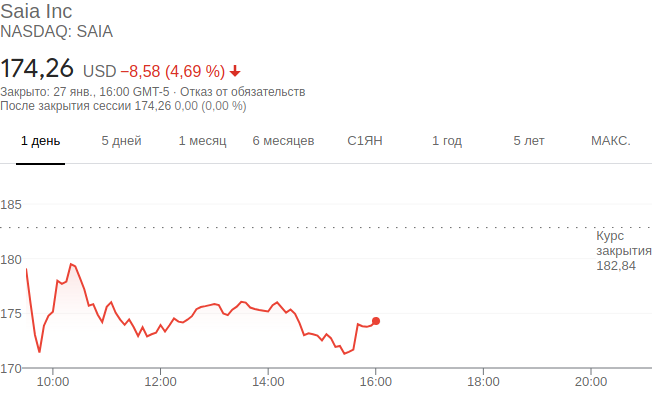 Saia Inc
NASDAQ: SAIA
174,26 USD −8,58 (4,69 %)
Закрыто: 27 янв., 16:00 GMT-5 · Отказ от обязательств
После закрытия сессии 174,26 0,00 (0,00 %)
1 день 5 дней 1 месяц 6 месяцев С1ЯН 1 год 5 лет МАКС.
185
Курс
закрытия
182,84
180
175
170
10:00 12:00 14:00 16:00 18:00 20:00